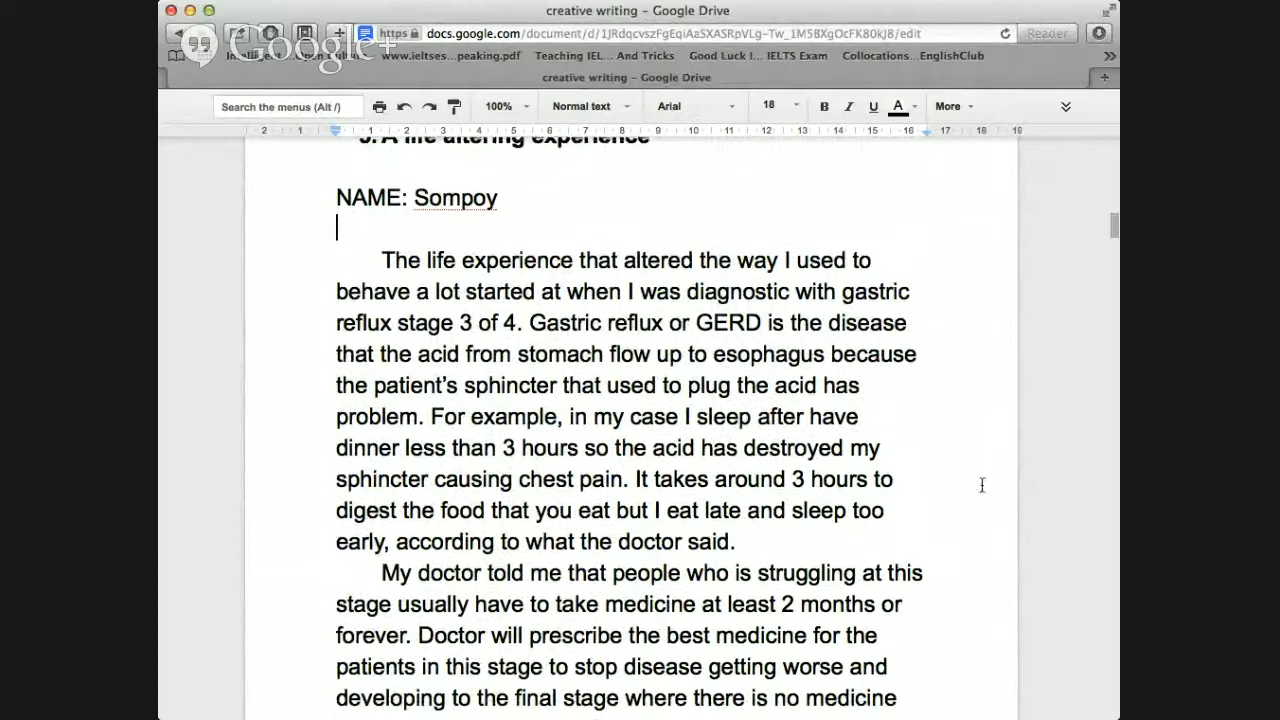 creative writing – Google Drive
Google+
https docs.google.com/document/d/1JRdqcvszFgEqiAaSXASRpVLg-Tw_1M5BXgOcFK80kJ8/edit
Reader
www.ieltses...peaking.pdf Teaching IEL... And Tricks Good Luck I... IELTS Exam Collocations...EnglishClub
creative writing – Google Drive
Search the menus (Alt /) 100% Normal text Arial 18 B I U A More
2 1 1 2 3 4 5 6 7 8 9 10 11 12 13 14 15 16 17 18 19
A life altering experience
NAME: Sompoy
The life experience that altered the way I used to
behave a lot started at when I was diagnostic with gastric
reflux stage 3 of 4. Gastric reflux or GERD is the disease
that the acid from stomach flow up to esophagus because
the patient's sphincter that used to plug the acid has
problem. For example, in my case I sleep after have
dinner less than 3 hours so the acid has destroyed my
sphincter causing chest pain. It takes around 3 hours to
digest the food that you eat but I eat late and sleep too
early, according to what the doctor said.
My doctor told me that people who is struggling at this
stage usually have to take medicine at least 2 months or
forever. Doctor will prescribe the best medicine for the
patients in this stage to stop disease getting worse and
developing to the final stage where there is no medicine